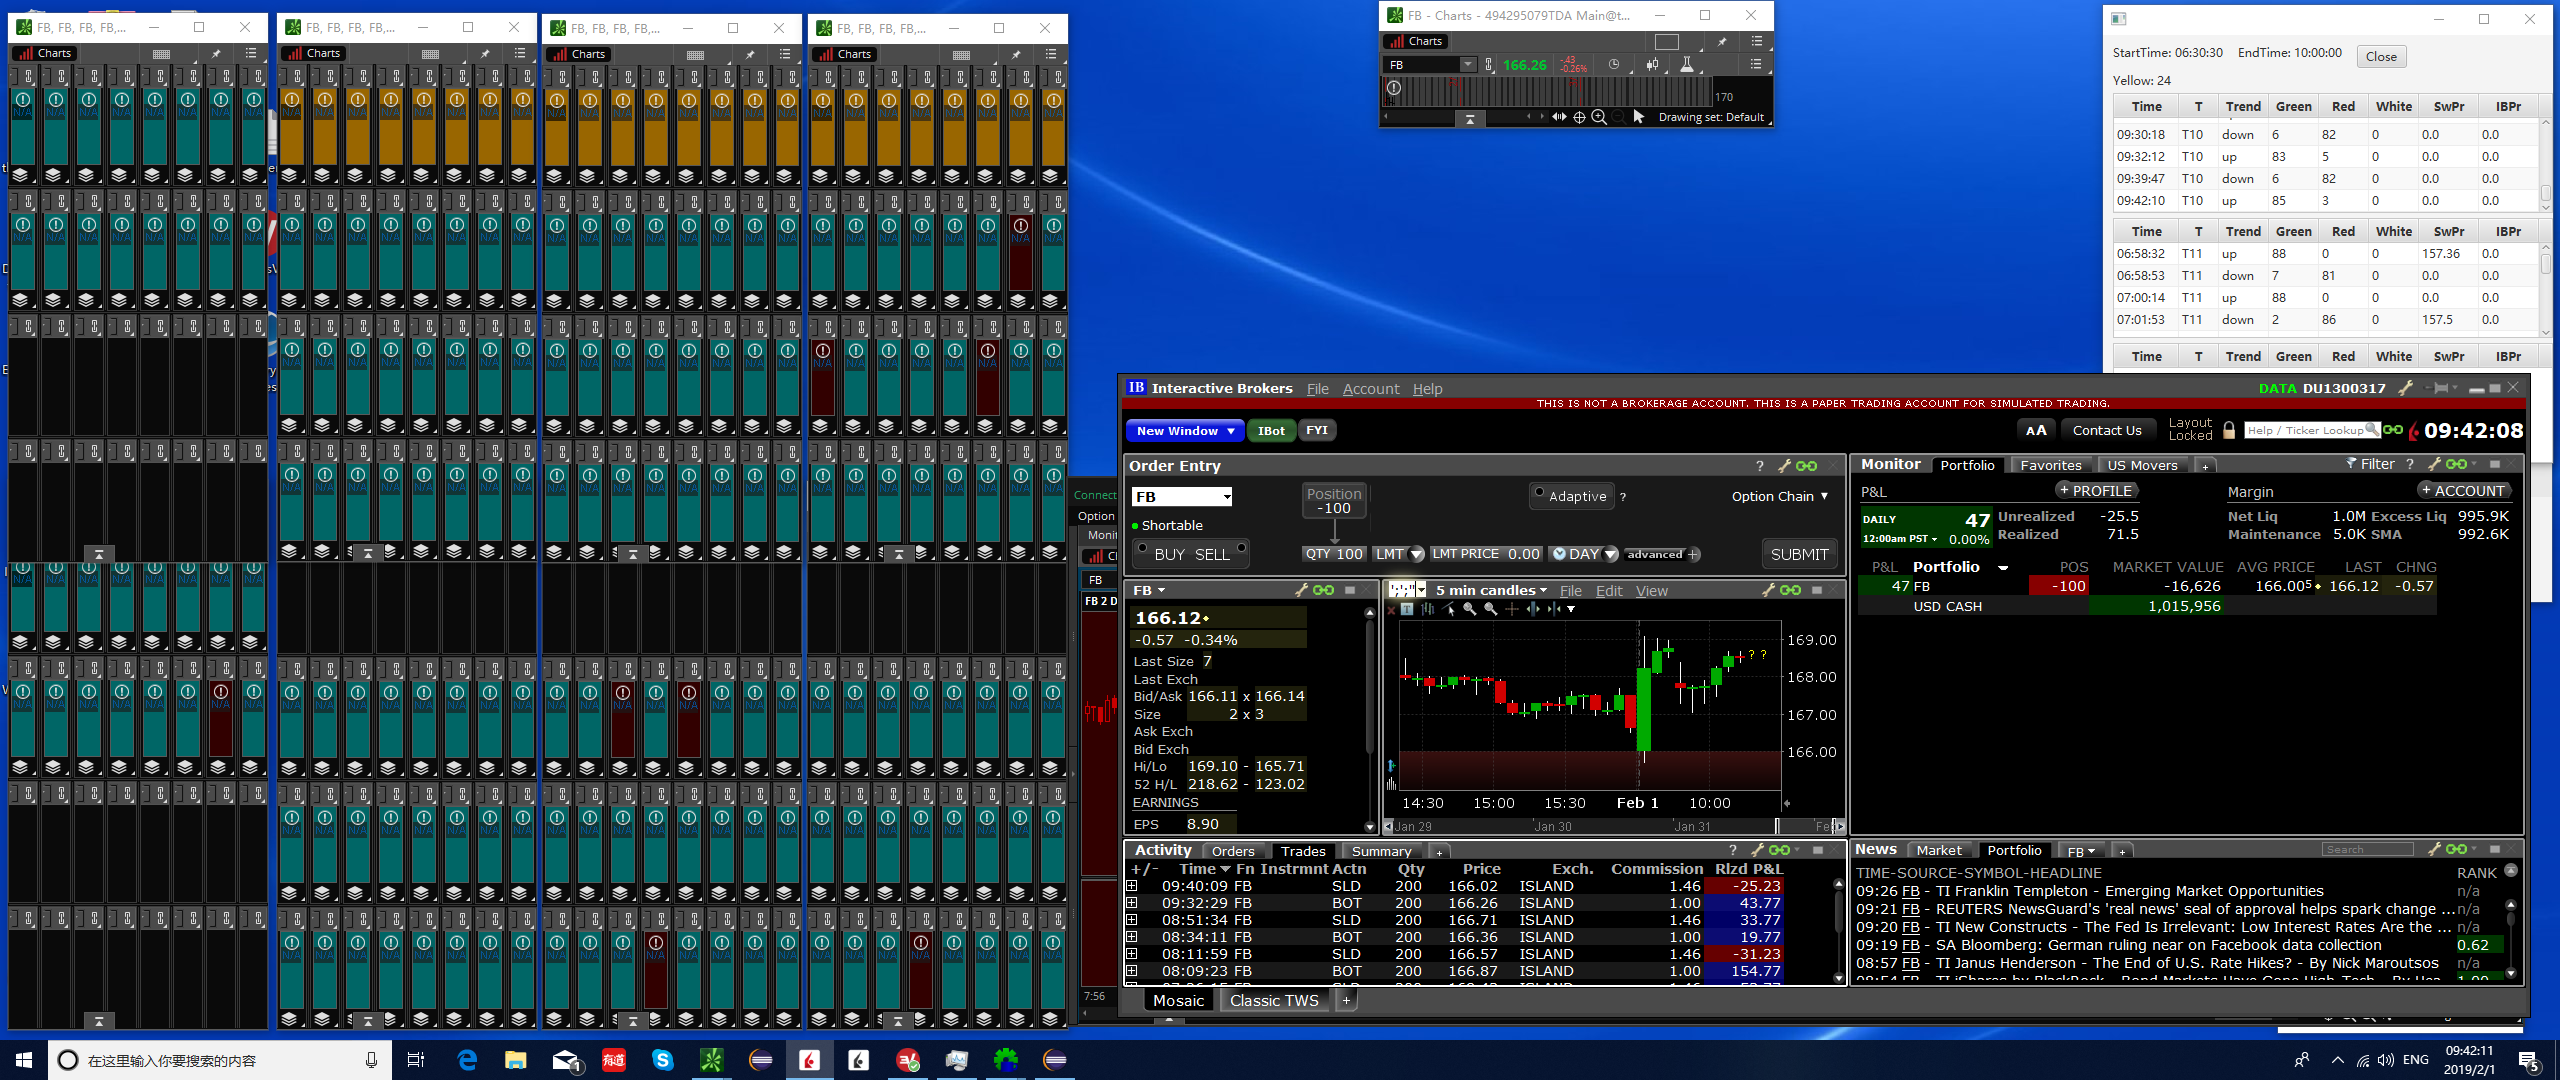 FB, FB, FB, FB,...
Charts
FB, FB, FB, FB,...
Charts
FB, FB, FB, FB,...
Charts
FB, FB, FB, FB,...
Charts
FB - Charts - 494295079TDA Main@t...
Charts
FB 166.26 -.43 -0.26%
170
Drawing set: Default
StartTime: 06:30:30 EndTime: 10:00:00 Close
Yellow: 24
Time T Trend Green Red White SwPr IBPr
09:30:18 T10 down 6 82 0 0.0 0.0
09:32:12 T10 up 83 5 0 0.0 0.0
09:39:47 T10 down 6 82 0 0.0 0.0
09:42:10 T10 up 85 3 0 0.0 0.0
Time T Trend Green Red White SwPr IBPr
06:58:32 T11 up 88 0 0 157.36 0.0
06:58:53 T11 down 7 81 0 0.0 0.0
07:00:14 T11 up 88 0 0 0.0 0.0
07:01:53 T11 down 2 86 0 157.5 0.0
Time T Trend Green Red White SwPr IBPr
IB Interactive Brokers File Account Help
DATA DU1300317
THIS IS NOT A BROKERAGE ACCOUNT. THIS IS A PAPER TRADING ACCOUNT FOR SIMULATED TRADING.
New Window IBot FYI
AA Contact Us Layout Locked Help / Ticker Lookup 09:42:08
Order Entry ?
FB Position -100 Adaptive ? Option Chain
Shortable
BUY SELL QTY 100 LMT LMT PRICE 0.00 DAY advanced + SUBMIT
Monitor Portfolio Favorites US Movers + Filter ?
P&L + PROFILE Margin + ACCOUNT
DAILY 47 Unrealized -25.5 Net Liq 1.0M Excess Liq 995.9K
12:00am PST 0.00% Realized 71.5 Maintenance 5.0K SMA 992.6K
P&L Portfolio POS MARKET VALUE AVG PRICE LAST CHNG
47 FB -100 -16,626 166.005 166.12 -0.57
USD CASH 1,015,956
FB
166.12
-0.57 -0.34%
Last Size 7
Last Exch
Bid/Ask 166.11 x 166.14
Size 2 x 3
Ask Exch
Bid Exch
Hi/Lo 169.10 - 165.71
52 H/L 218.62 - 123.02
EARNINGS
EPS 8.90
5 min candles File Edit View
169.00
? ?
168.00
167.00
166.00
14:30 15:00 15:30 Feb 1 10:00
Jan 29 Jan 30 Jan 31
Activity Orders Trades Summary + ?
+/- Time Fn Instrmnt Actn Qty Price Exch. Commission Rlzd P&L
09:40:09 FB SLD 200 166.02 ISLAND 1.46 -25.23
09:32:29 FB BOT 200 166.26 ISLAND 1.00 43.77
08:51:34 FB SLD 200 166.71 ISLAND 1.46 33.77
08:34:11 FB BOT 200 166.36 ISLAND 1.00 19.77
08:11:59 FB SLD 200 166.57 ISLAND 1.46 -31.23
08:09:23 FB BOT 200 166.87 ISLAND 1.00 154.77
News Market Portfolio FB + Search
TIME-SOURCE-SYMBOL-HEADLINE RANK
09:26 FB - TI Franklin Templeton - Emerging Market Opportunities n/a
09:21 FB - REUTERS NewsGuard's 'real news' seal of approval helps spark change ... n/a
09:20 FB - TI New Constructs - The Fed Is Irrelevant: Low Interest Rates Are the ... n/a
09:19 FB - SA Bloomberg: German ruling near on Facebook data collection 0.62
08:57 FB - TI Janus Henderson - The End of U.S. Rate Hikes? - By Nick Maroutsos n/a
Mosaic Classic TWS +
Connect
Option
Monit
FB
FB 2 D
7:56
在这里输入你要搜索的内容
有道
ENG
09:42:11
2019/2/1